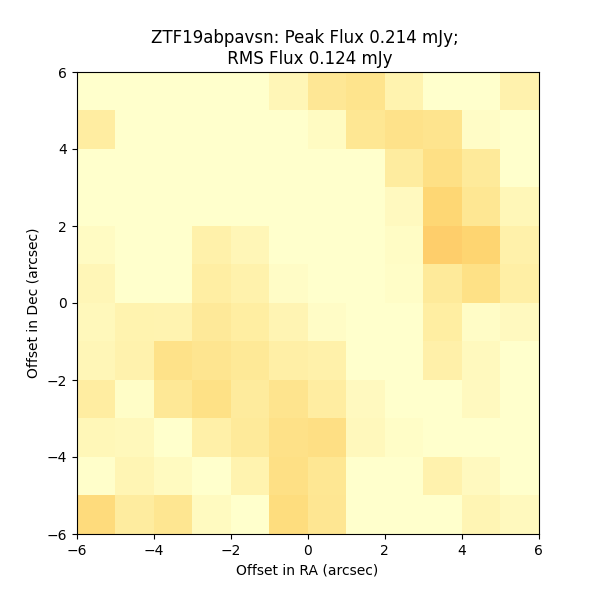 ZTF19abpavsn: Peak Flux 0.214 mJy;
RMS Flux 0.124 mJy
6
4
2
0
−2
−4
−6
Offset in Dec (arcsec)
−6 −4 −2 0 2 4 6
Offset in RA (arcsec)